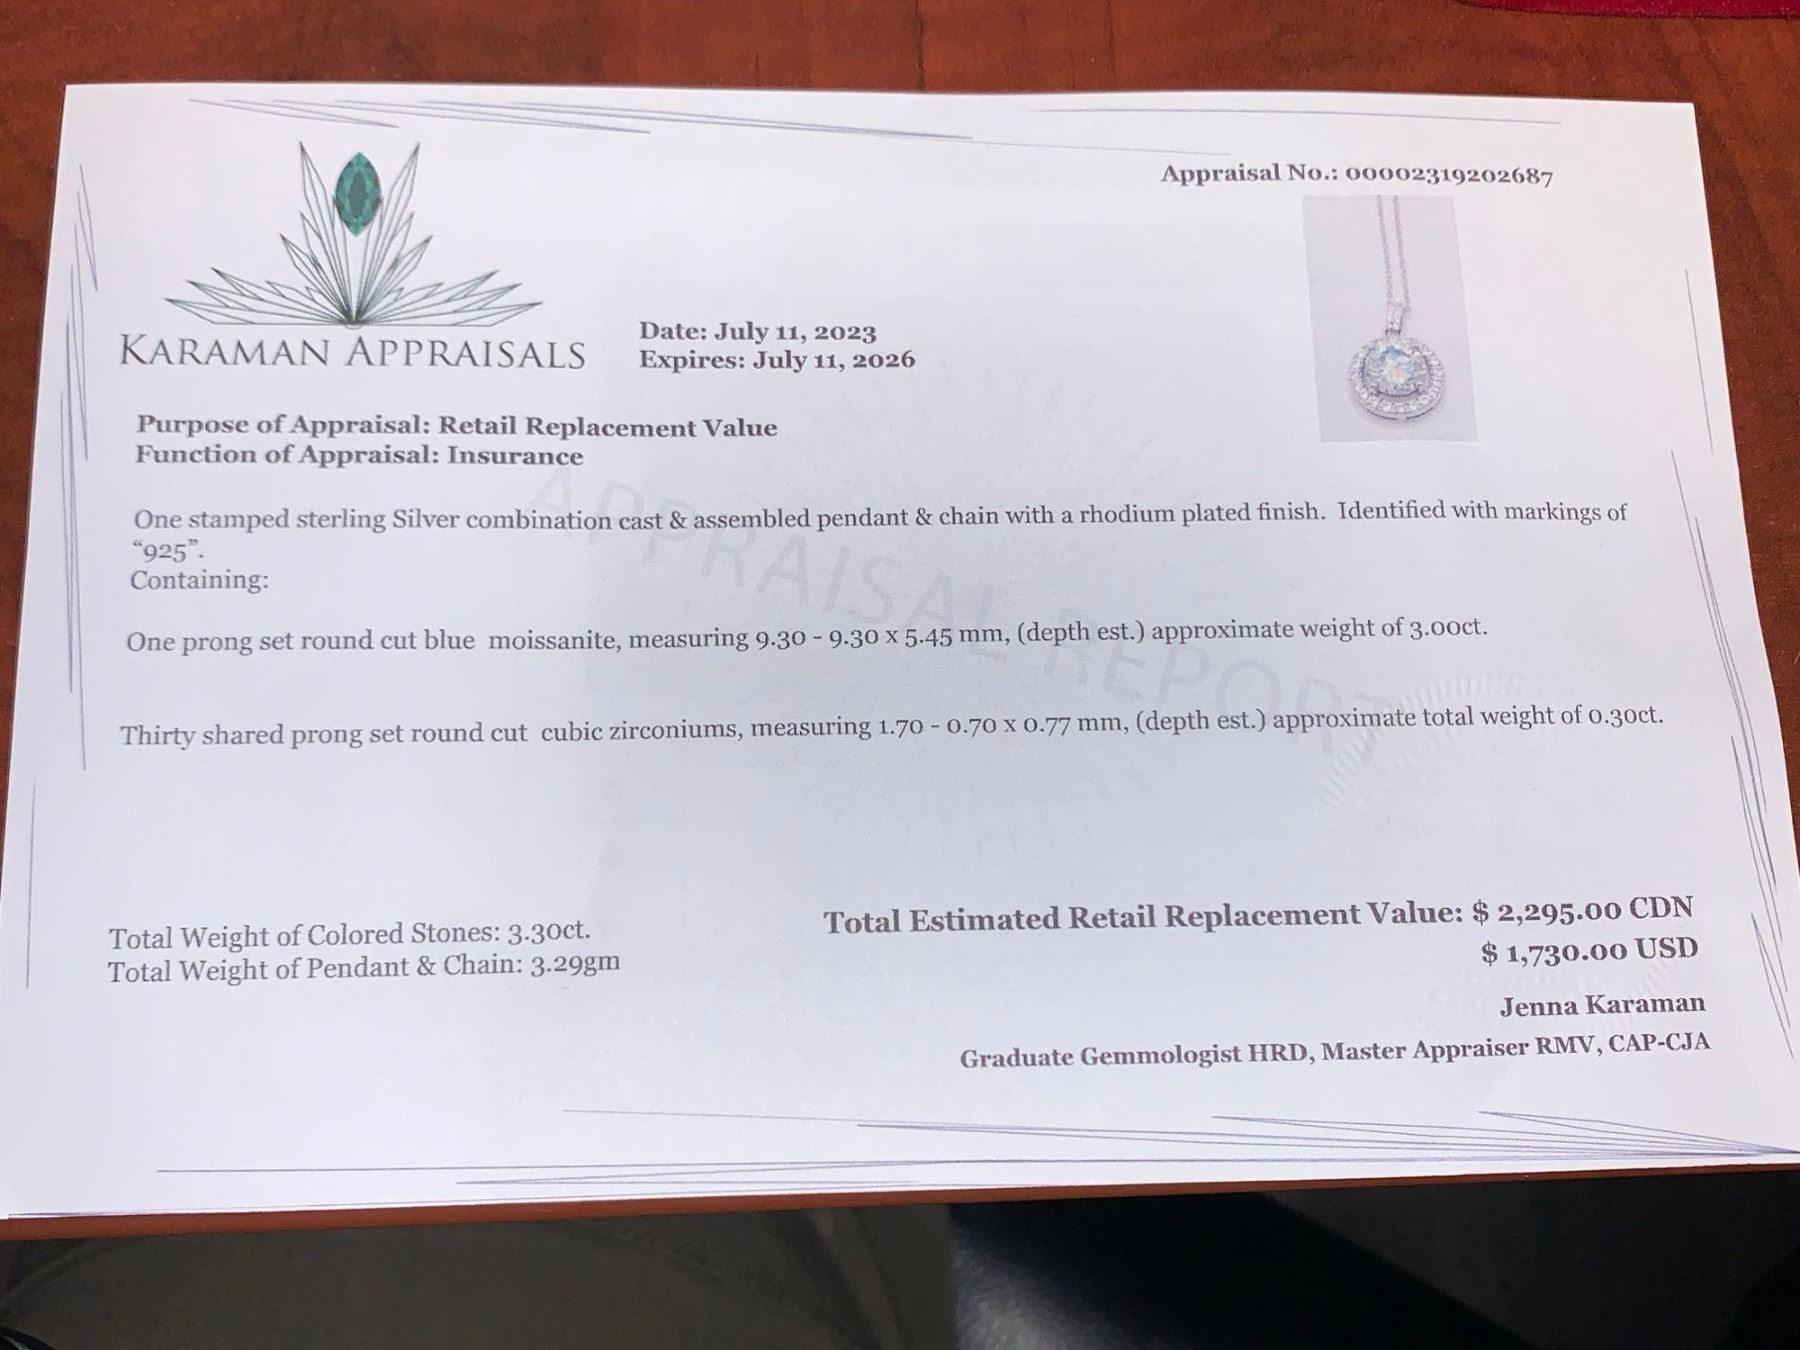 Appraisal No.: 00002319202687
KARAMAN APPRAISALS
Date: July 11, 2023
Expires: July 11, 2026
Purpose of Appraisal: Retail Replacement Value
Function of Appraisal: Insurance
One stamped sterling Silver combination cast & assembled pendant & chain with a rhodium plated finish. Identified with markings of
“925”.
Containing:
One prong set round cut blue moissanite, measuring 9.30 - 9.30 x 5.45 mm, (depth est.) approximate weight of 3.00ct.
APPRAISAL REPORT
Thirty shared prong set round cut cubic zirconiums, measuring 1.70 - 0.70 x 0.77 mm, (depth est.) approximate total weight of 0.30ct.
Total Weight of Colored Stones: 3.30ct.
Total Weight of Pendant & Chain: 3.29gm
Total Estimated Retail Replacement Value: $ 2,295.00 CDN
$ 1,730.00 USD
Jenna Karaman
Graduate Gemmologist HRD, Master Appraiser RMV, CAP-CJA